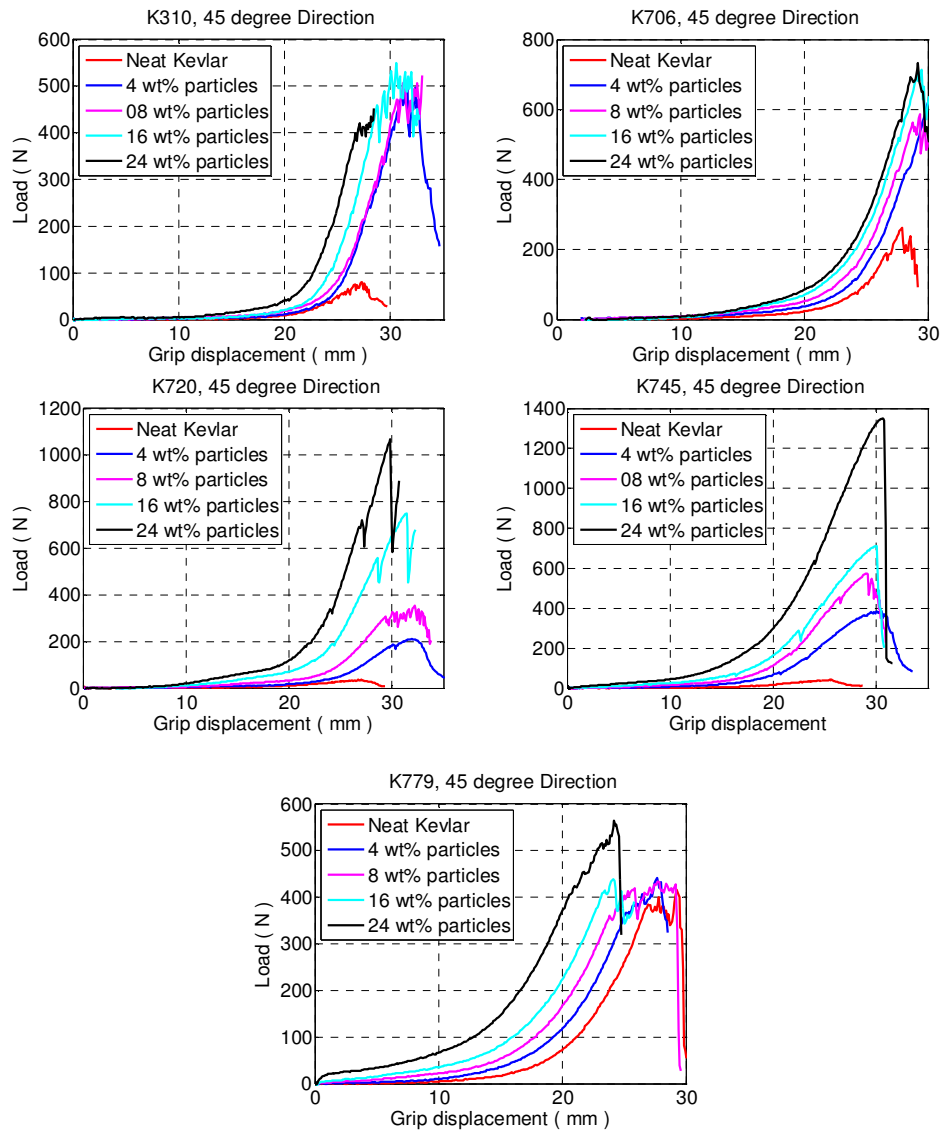 K310, 45 degree Direction
600
500
400
300
200
100
0
Load ( N )
Neat Kevlar
4 wt% particles
08 wt% particles
16 wt% particles
24 wt% particles
0 10 20 30
Grip displacement ( mm )
K706, 45 degree Direction
800
600
400
200
0
Load ( N )
Neat Kevlar
4 wt% particles
8 wt% particles
16 wt% particles
24 wt% particles
0 10 20 30
Grip displacement ( mm )
K720, 45 degree Direction
1200
1000
800
600
400
200
0
Load ( N )
Neat Kevlar
4 wt% particles
8 wt% particles
16 wt% particles
24 wt% particles
0 10 20 30
Grip displacement ( mm )
K745, 45 degree Direction
1400
1200
1000
800
600
400
200
0
Load ( N )
Neat Kevlar
4 wt% particles
08 wt% particles
16 wt% particles
24 wt% particles
0 10 20 30
Grip displacement
K779, 45 degree Direction
600
500
400
300
200
100
0
Load ( N )
Neat Kevlar
4 wt% particles
8 wt% particles
16 wt% particles
24 wt% particles
0 10 20 30
Grip displacement ( mm )